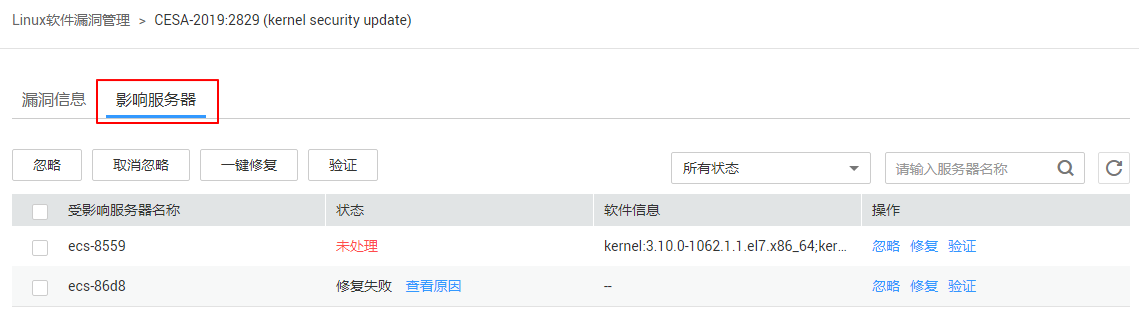 Linux软件漏洞管理 > CESA-2019:2829 (kernel security update)
漏洞信息 影响服务器
忽略 取消忽略 一键修复 验证 所有状态 请输入服务器名称
受影响服务器名称 状态 软件信息 操作
ecs-8559 未处理 kernel:3.10.0-1062.1.1.el7.x86_64;ker... 忽略 修复 验证
ecs-86d8 修复失败 查看原因 -- 忽略 修复 验证